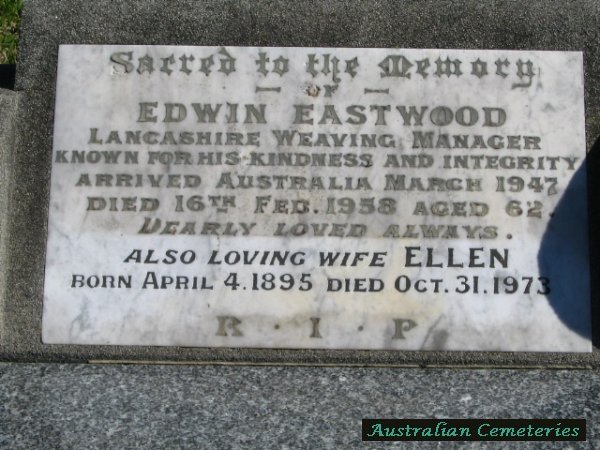 Sacred to the Memory
OF
EDWIN EASTWOOD
LANCASHIRE WEAVING MANAGER
KNOWN FOR HIS KINDNESS AND INTEGRITY
ARRIVED AUSTRALIA MARCH 1947
DIED 16TH FEB. 1958 AGED 62.
DEARLY LOVED ALWAYS.
ALSO LOVING WIFE ELLEN
BORN APRIL 4. 1895 DIED OCT. 31. 1973
R · I · P
Australian Cemeteries